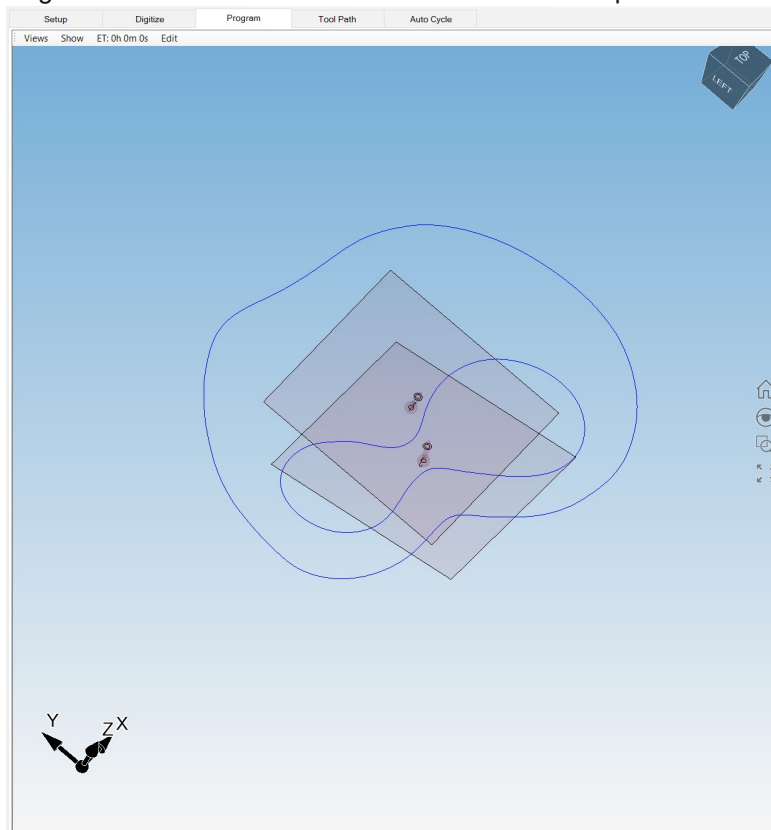 Setup Digitize Program Tool Path Auto Cycle
Views Show ET: 0h 0m 0s Edit
TOP
LEFT
Y Z X